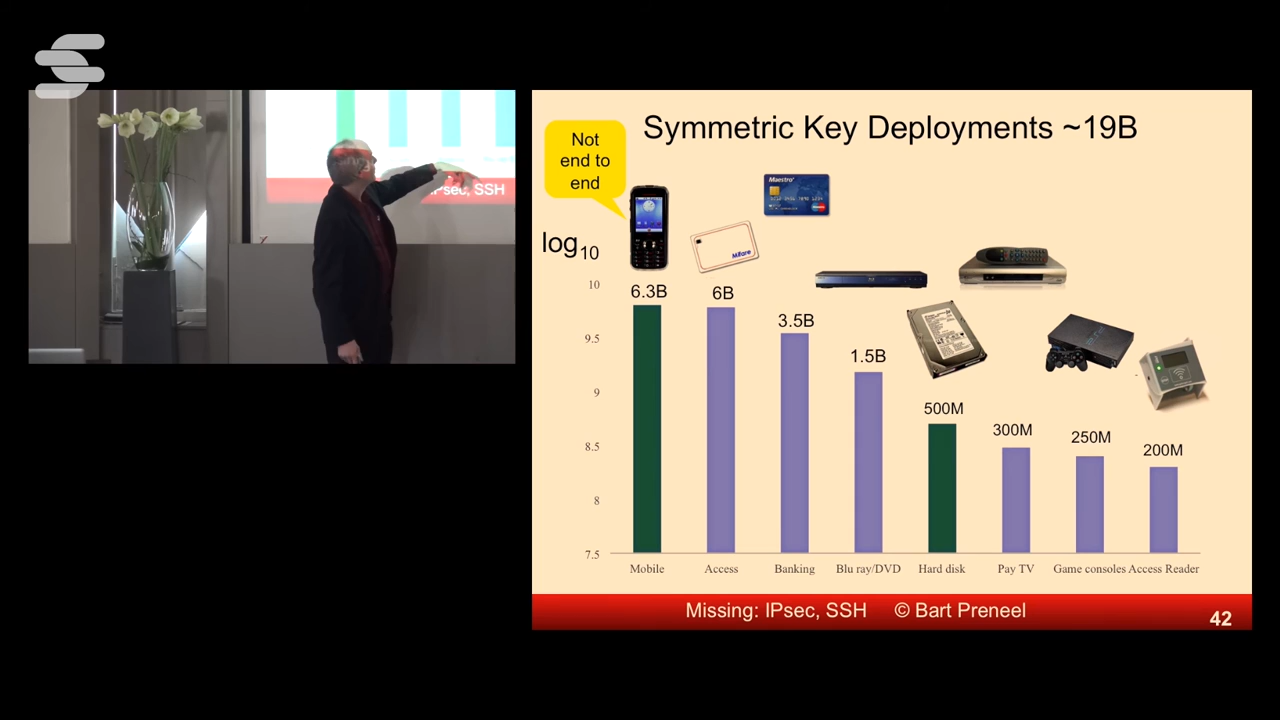 IPsec, SSH
Symmetric Key Deployments ~19B
Not
end to
end
Maestro
Mifare
log10
10
9.5
9
8.5
8
7.5
6.3B
6B
3.5B
1.5B
500M
300M
250M
200M
Mobile
Access
Banking
Blu ray/DVD
Hard disk
Pay TV
Game consoles
Access Reader
Missing: IPsec, SSH © Bart Preneel
42